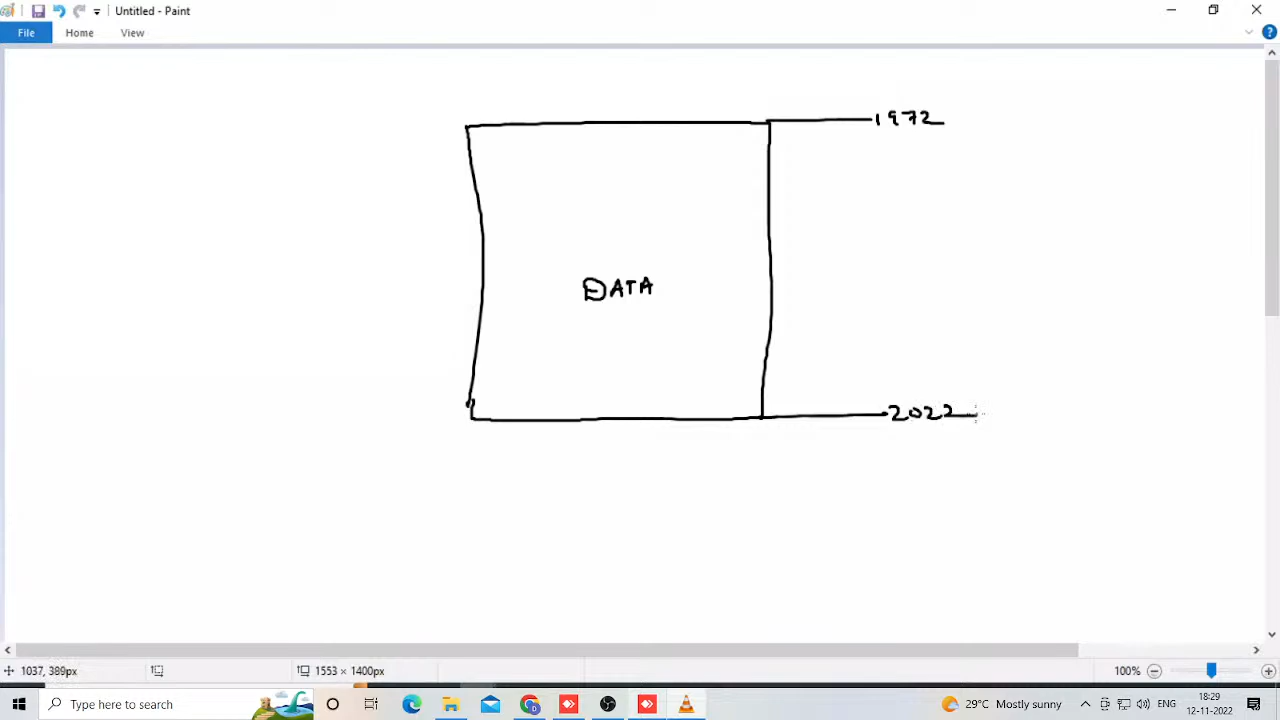 Untitled - Paint
File Home View
1972
DATA
2022
1037, 389px 1553 × 1400px 100%
Type here to search 29°C Mostly sunny 18:29
12-11-2022